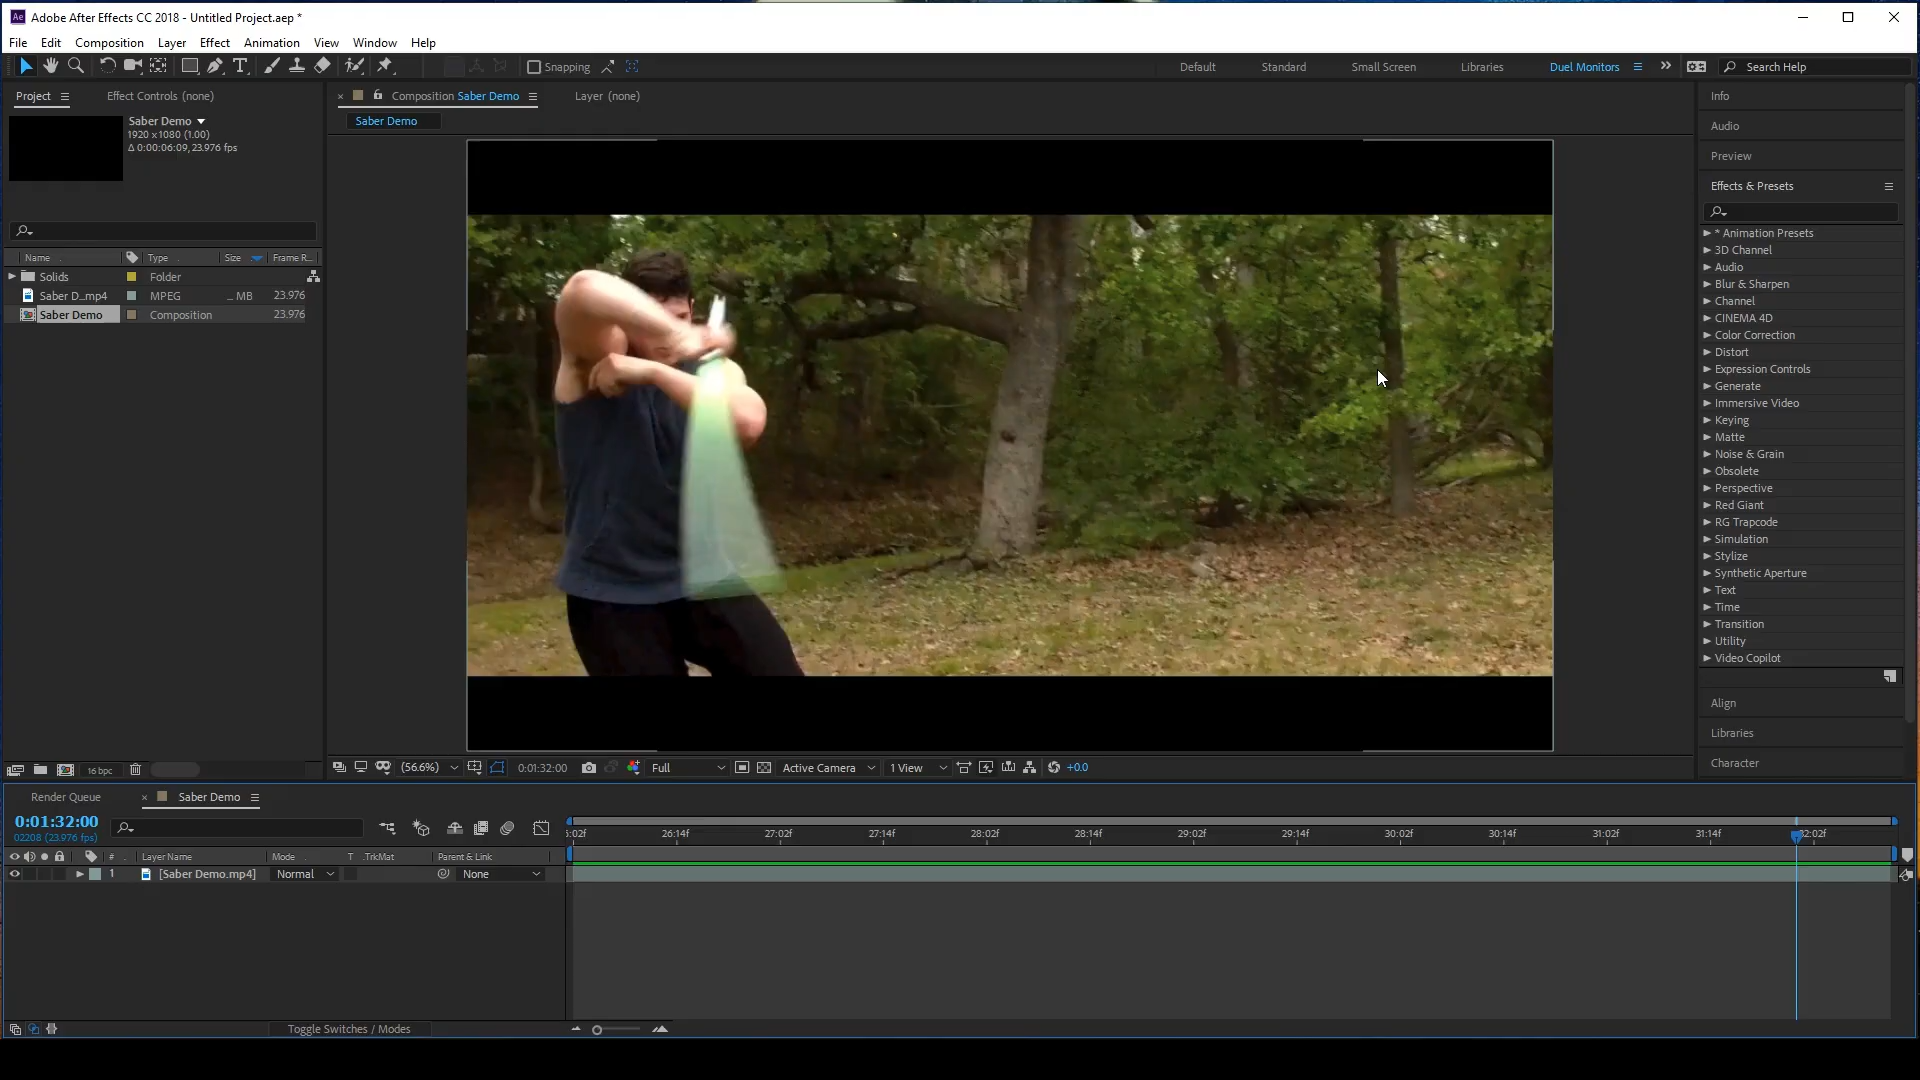 Adobe After Effects CC 2018 - Untitled Project.aep *
File Edit Composition Layer Effect Animation View Window Help
Snapping
Default Standard Small Screen Libraries Duel Monitors Search Help
Project Effect Controls (none)
Saber Demo
1920 x 1080 (1.00)
Δ 0:00:06:09, 23.976 fps
Name Type Size Frame R...
Solids Folder
Saber D...mp4 MPEG ... MB 23.976
Saber Demo Composition 23.976
16 bpc
Composition Saber Demo Layer (none)
Saber Demo
(56.6%) 0:01:32:00 Full Active Camera 1 View +0.0
Info
Audio
Preview
Effects & Presets
* Animation Presets
3D Channel
Audio
Blur & Sharpen
Channel
CINEMA 4D
Color Correction
Distort
Expression Controls
Generate
Immersive Video
Keying
Matte
Noise & Grain
Obsolete
Perspective
Red Giant
RG Trapcode
Simulation
Stylize
Synthetic Aperture
Text
Time
Transition
Utility
Video Copilot
Align
Libraries
Character
Render Queue Saber Demo
0:01:32:00
02208 (23.976 fps)
# Layer Name Mode T .TrkMat Parent & Link
1 [Saber Demo.mp4] Normal None
5:02f 26:14f 27:02f 27:14f 28:02f 28:14f 29:02f 29:14f 30:02f 30:14f 31:02f 31:14f 32:02f
Toggle Switches / Modes